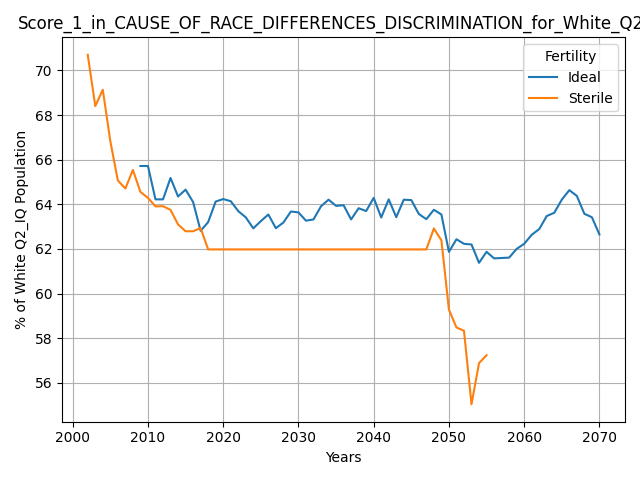 Score_1_in_CAUSE_OF_RACE_DIFFERENCES_DISCRIMINATION_for_White_Q2
Fertility
Ideal
Sterile
% of White Q2_IQ Population
70
68
66
64
62
60
58
56
2000 2010 2020 2030 2040 2050 2060 2070
Years